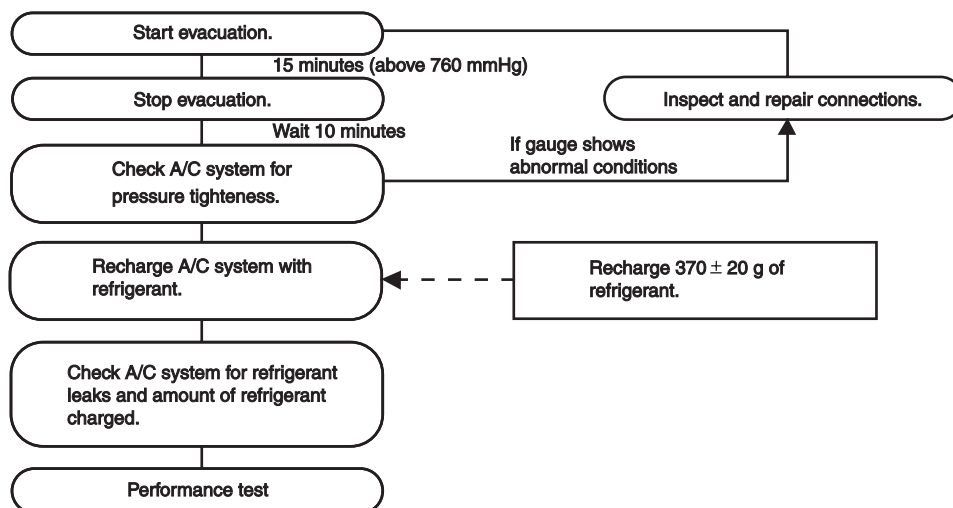 Start evacuation.
15 minutes (above 760 mmHg)
Stop evacuation.
Inspect and repair connections.
Wait 10 minutes
If gauge shows
abnormal conditions
Check A/C system for
pressure tighteness.
Recharge A/C system with
refrigerant.
Recharge 370 ± 20 g of
refrigerant.
Check A/C system for refrigerant
leaks and amount of refrigerant
charged.
Performance test